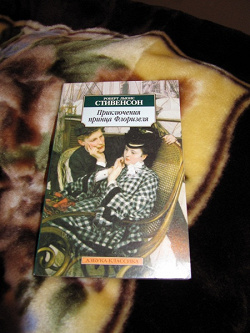 РОБЕРТ ЛЬЮИС
СТИВЕНСОН
Приключения
принца Флоризеля
АЗБУКА-КЛАССИКА